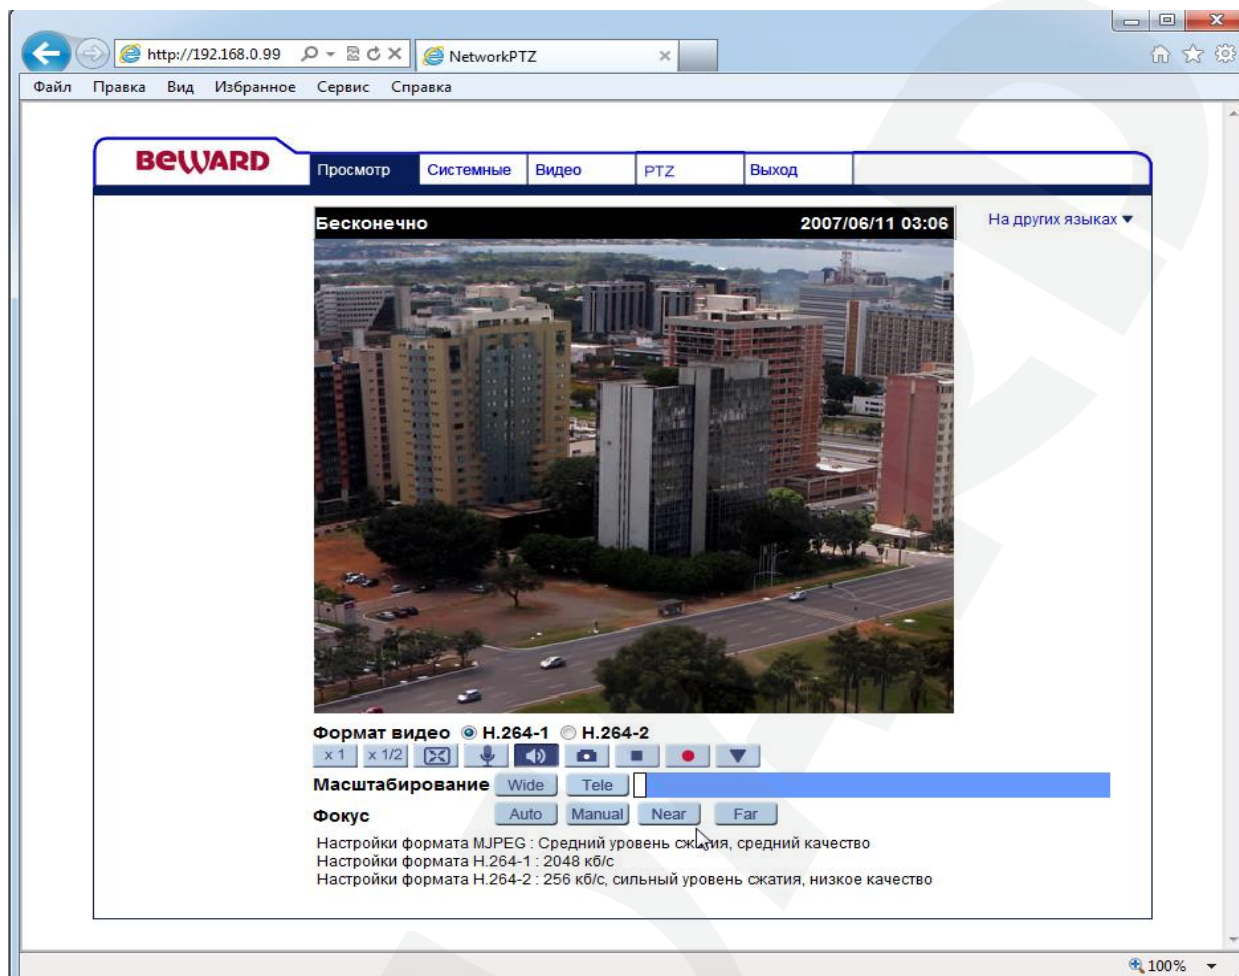 http://192.168.0.99
NetworkPTZ
Файл Правка Вид Избранное Сервис Справка
BEWARD
Просмотр Системные Видео PTZ Выход
Бесконечно 2007/06/11 03:06
На других языках
Формат видео H.264-1 H.264-2
x 1 x 1/2
Масштабирование Wide Tele
Фокус Auto Manual Near Far
Настройки формата MJPEG : Средний уровень сжатия, средний качество
Настройки формата H.264-1 : 2048 кб/с
Настройки формата H.264-2 : 256 кб/с, сильный уровень сжатия, низкое качество
100%